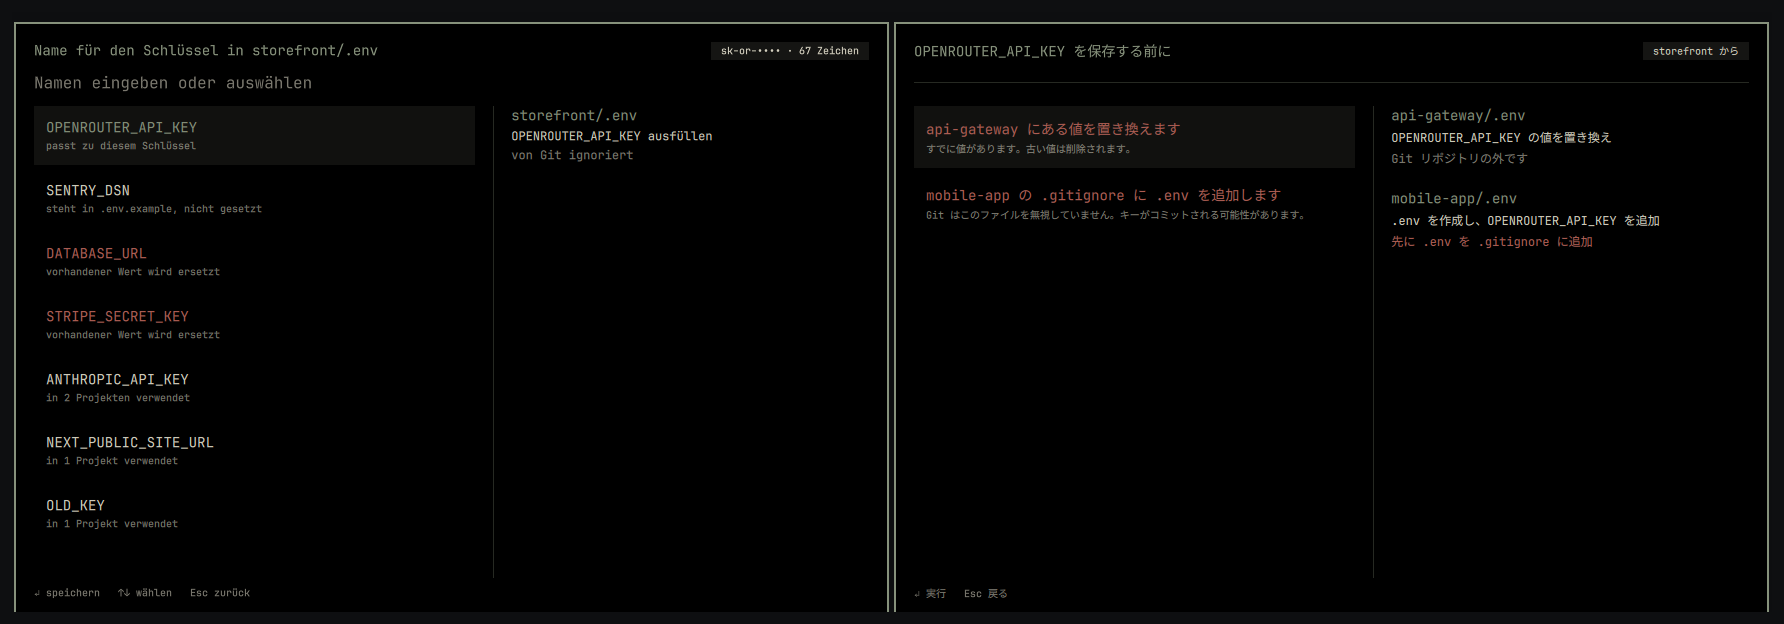 Name für den Schlüssel in storefront/.env
sk-or-•••• · 67 Zeichen
Namen eingeben oder auswählen
OPENROUTER_API_KEY
passt zu diesem Schlüssel
SENTRY_DSN
steht in .env.example, nicht gesetzt
DATABASE_URL
vorhandener Wert wird ersetzt
STRIPE_SECRET_KEY
vorhandener Wert wird ersetzt
ANTHROPIC_API_KEY
in 2 Projekten verwendet
NEXT_PUBLIC_SITE_URL
in 1 Projekt verwendet
OLD_KEY
in 1 Projekt verwendet
storefront/.env
OPENROUTER_API_KEY ausfüllen
von Git ignoriert
↲ speichern ↑↓ wählen Esc zurück
OPENROUTER_API_KEY を保存する前に
storefront から
api-gateway にある値を置き換えます
すでに値があります。古い値は削除されます。
mobile-app の .gitignore に .env を追加します
Git はこのファイルを無視していません。キーがコミットされる可能性があります。
api-gateway/.env
OPENROUTER_API_KEY の値を置き換え
Git リポジトリの外です
mobile-app/.env
.env を作成し、OPENROUTER_API_KEY を追加
先に .env を .gitignore に追加
↲ 実行 Esc 戻る